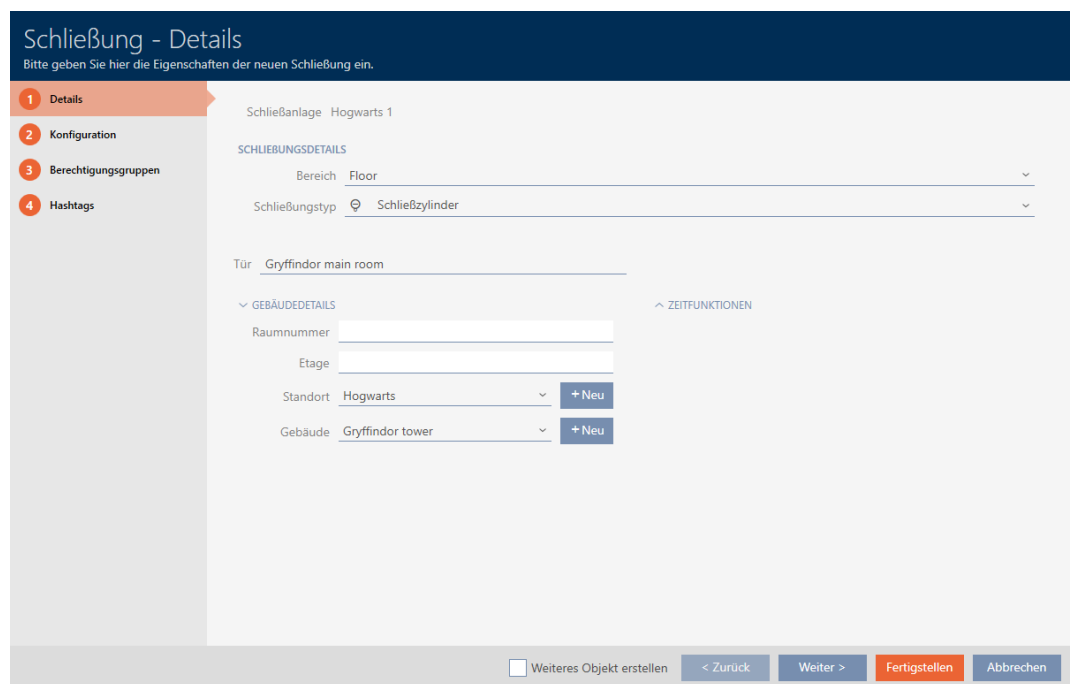 Schließung - Details
Bitte geben Sie hier die Eigenschaften der neuen Schließung ein.
1 Details
2 Konfiguration
3 Berechtigungsgruppen
4 Hashtags
Schließanlage Hogwarts 1
SCHLIEßUNGSDETAILS
Bereich Floor
Schließungstyp Schließzylinder
Tür Gryffindor main room
GEBÄUDEDETAILS
Raumnummer
Etage
Standort Hogwarts +Neu
Gebäude Gryffindor tower +Neu
ZEITFUNKTIONEN
Weiteres Objekt erstellen < Zurück Weiter > Fertigstellen Abbrechen